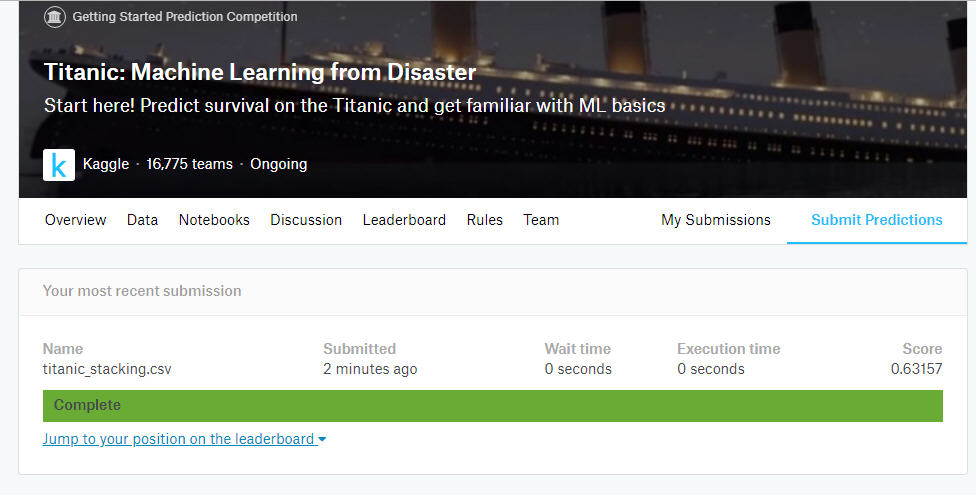 Getting Started Prediction Competition
Titanic: Machine Learning from Disaster
Start here! Predict survival on the Titanic and get familiar with ML basics
k Kaggle · 16,775 teams · Ongoing
Overview Data Notebooks Discussion Leaderboard Rules Team My Submissions Submit Predictions
Your most recent submission
Name Submitted Wait time Execution time Score
titanic_stacking.csv 2 minutes ago 0 seconds 0 seconds 0.63157
Complete
Jump to your position on the leaderboard